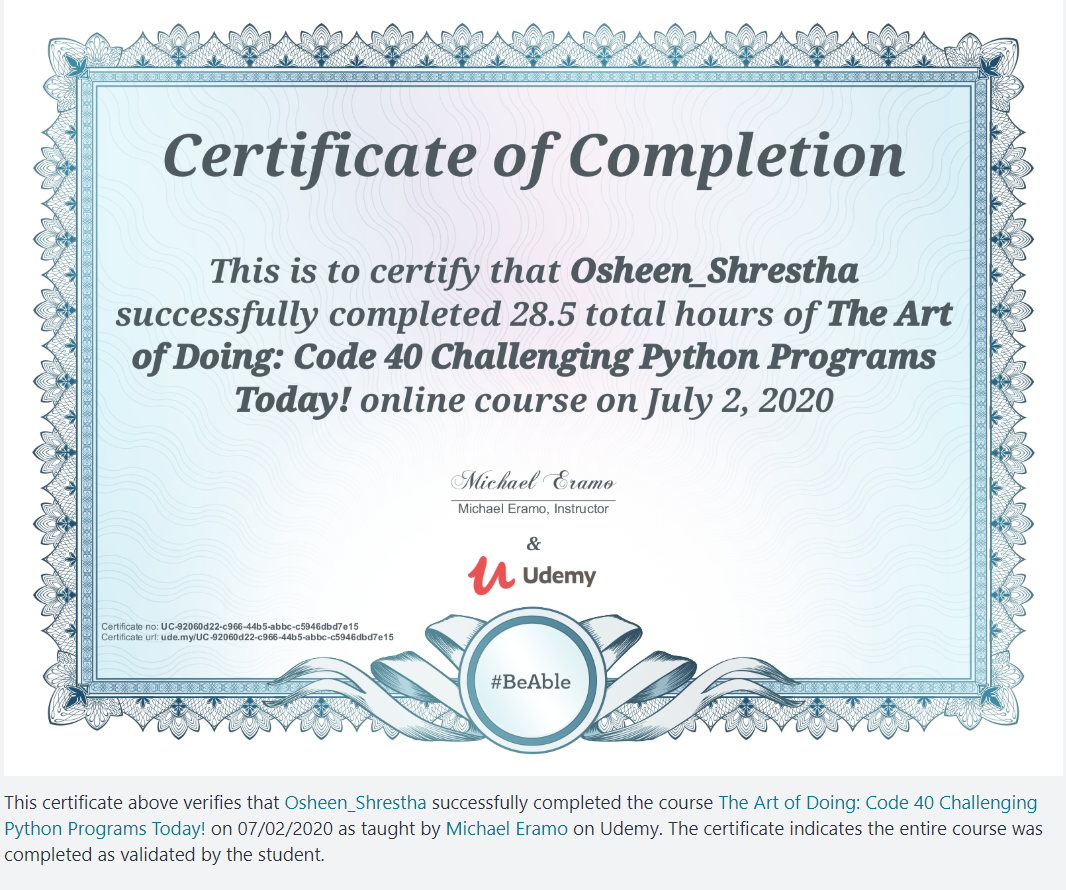 Certificate of Completion
This is to certify that Osheen_Shrestha
successfully completed 28.5 total hours of The Art
of Doing: Code 40 Challenging Python Programs
Today! online course on July 2, 2020
Michael Eramo
Michael Eramo, Instructor
&
Udemy
Certificate no: UC-92060d22-c966-44b5-abbc-c5946dbd7e15
Certificate url: ude.my/UC-92060d22-c966-44b5-abbc-c5946dbd7e15
#BeAble
This certificate above verifies that Osheen_Shrestha successfully completed the course The Art of Doing: Code 40 Challenging
Python Programs Today! on 07/02/2020 as taught by Michael Eramo on Udemy. The certificate indicates the entire course was
completed as validated by the student.